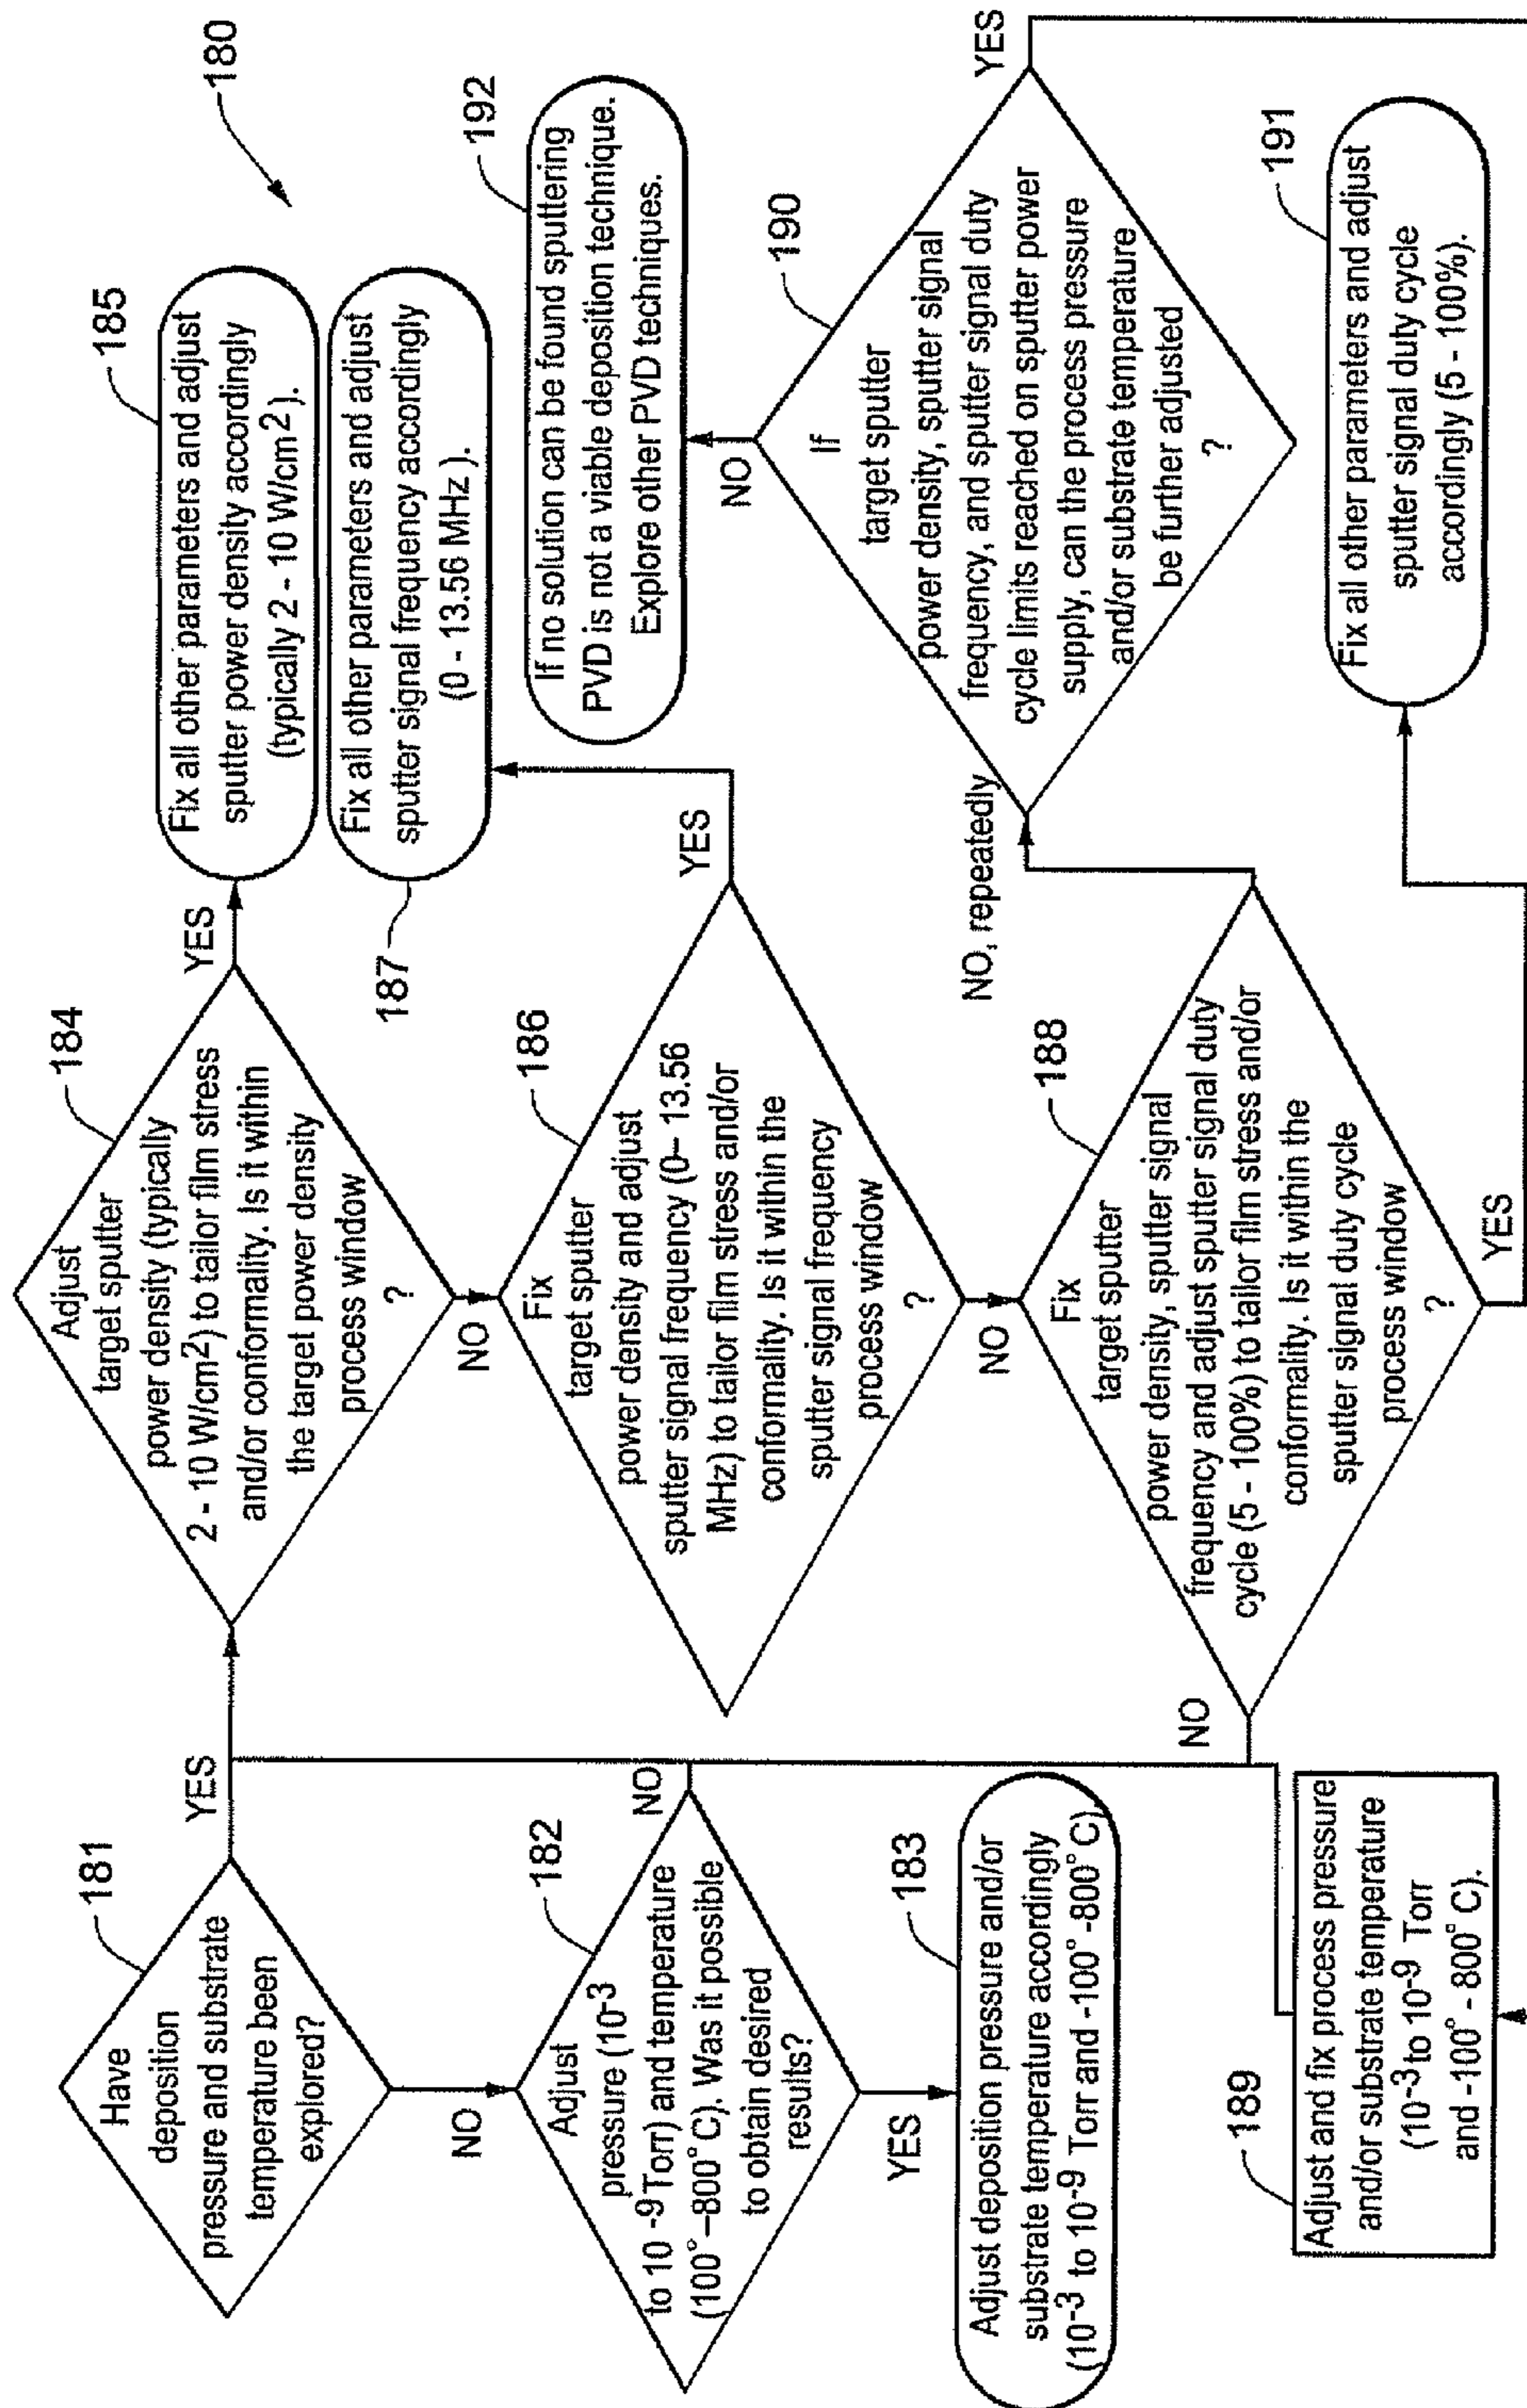 180
181
Have
deposition
pressure and substrate
temperature been
explored?
YES
NO
182
Adjust
pressure (10-3
to 10 -9 Torr) and temperature
(100°–800° C). Was it possible
to obtain desired
results?
NO
YES
183
Adjust deposition pressure and/or
substrate temperature accordingly
(10-3 to 10-9 Torr and -100° -800° C)
189
Adjust and fix process pressure
and/or substrate temperature
(10-3 to 10-9 Torr
and -100° - 800° C).
184
Adjust
target sputter
power density (typically
2 - 10 W/cm2) to tailor film stress
and/or conformality. Is it within
the target power density
process window
?
YES
NO
186
Fix
target sputter
power density and adjust
sputter signal frequency (0– 13.56
MHz) to tailor film stress and/or
conformality. Is it within the
sputter signal frequency
process window
?
YES
NO
188
Fix
target sputter
power density, sputter signal
frequency and adjust sputter signal duty
cycle (5 - 100%) to tailor film stress and/or
conformality. Is it within the
sputter signal duty cycle
process window
?
NO
NO, repeatedly
YES
185
Fix all other parameters and adjust
sputter power density accordingly
(typically 2 - 10 W/cm2).
187
Fix all other parameters and adjust
sputter signal frequency accordingly
(0 - 13.56 MHz ).
192
If no solution can be found sputtering
PVD is not a viable deposition technique.
Explore other PVD techniques.
190
If
target sputter
power density, sputter signal
frequency, and sputter signal duty
cycle limits reached on sputter power
supply, can the process pressure
and/or substrate temperature
be further adjusted
?
NO
YES
191
Fix all other parameters and adjust
sputter signal duty cycle
accordingly (5 - 100%).